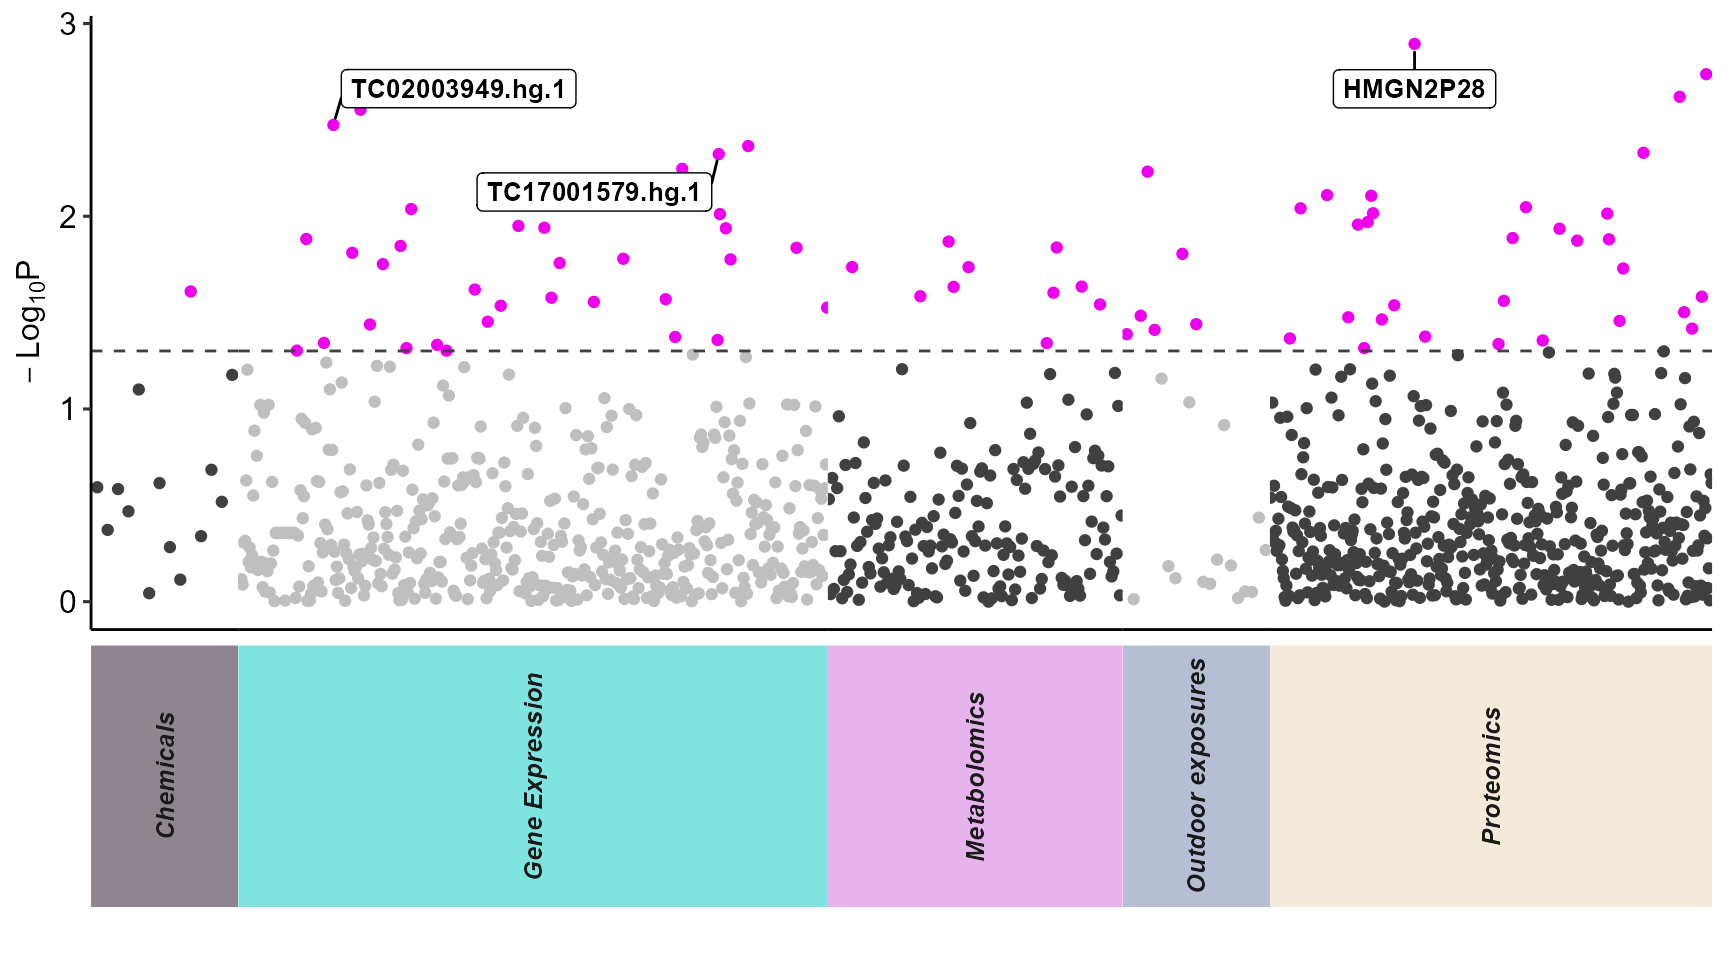 3
2
1
0
– Log10P
TC02003949.hg.1
HMGN2P28
TC17001579.hg.1
Chemicals
Gene Expression
Metabolomics
Outdoor exposures
Proteomics